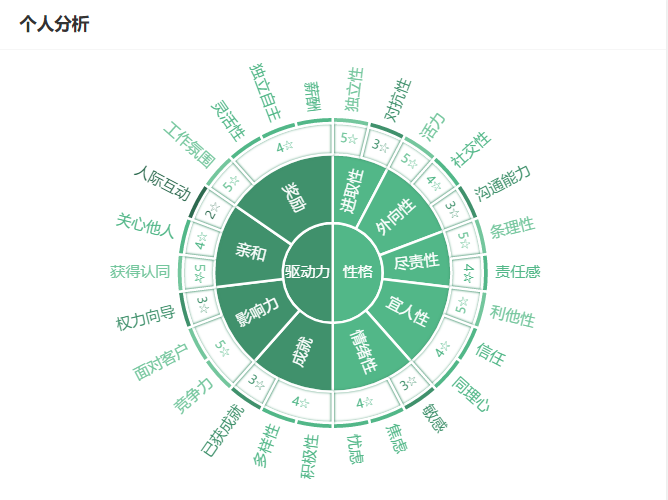 个人分析
独立性
对抗性
活力
社交性
沟通能力
条理性
责任感
利他性
信任
同理心
敏感
焦虑
忧虑
积极性
多样性
已获成就
竞争力
面对客户
权力向导
获得认同
关心他人
人际互动
工作氛围
灵活性
独立自主
薪酬
5☆
3☆
5☆
4☆
3☆
5☆
4☆
5☆
4☆
3☆
4☆
4☆
3☆
5☆
3☆
5☆
4☆
2☆
5☆
4☆
进取性
外向性
尽责性
宜人性
情绪性
成就
影响力
亲和
奖励
驱动力
性格